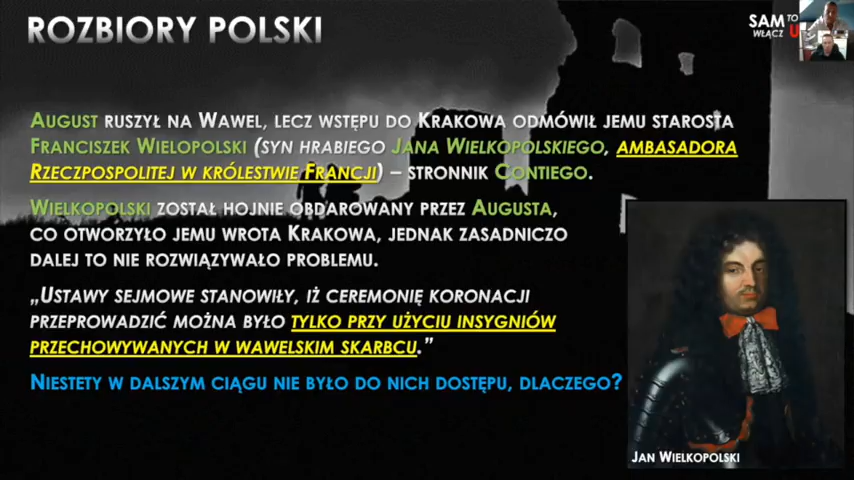 ROZBIORY POLSKI
SAM TO
WŁĄCZ
AUGUST RUSZYŁ NA WAWEL, LECZ WSTĘPU DO KRAKOWA ODMÓWIŁ JEMU STAROSTA
FRANCISZEK WIELOPOLSKI (SYN HRABIEGO JANA WIELKOPOLSKIEGO, AMBASADORA
RZECZPOSPOLITEJ W KRÓLESTWIE FRANCJI) – STRONNIK CONTIEGO.
WIELKOPOLSKI ZOSTAŁ HOJNIE OBDAROWANY PRZEZ AUGUSTA,
CO OTWORZYŁO JEMU WROTA KRAKOWA, JEDNAK ZASADNICZO
DALEJ TO NIE ROZWIĄZYWAŁO PROBLEMU.
„USTAWY SEJMOWE STANOWIŁY, IŻ CEREMONIĘ KORONACJI
PRZEPROWADZIĆ MOŻNA BYŁO TYLKO PRZY UŻYCIU INSYGNIÓW
PRZECHOWYWANYCH W WAWELSKIM SKARBCU."
NIESTETY W DALSZYM CIĄGU NIE BYŁO DO NICH DOSTĘPU, DLACZEGO?
JAN WIELKOPOLSKI